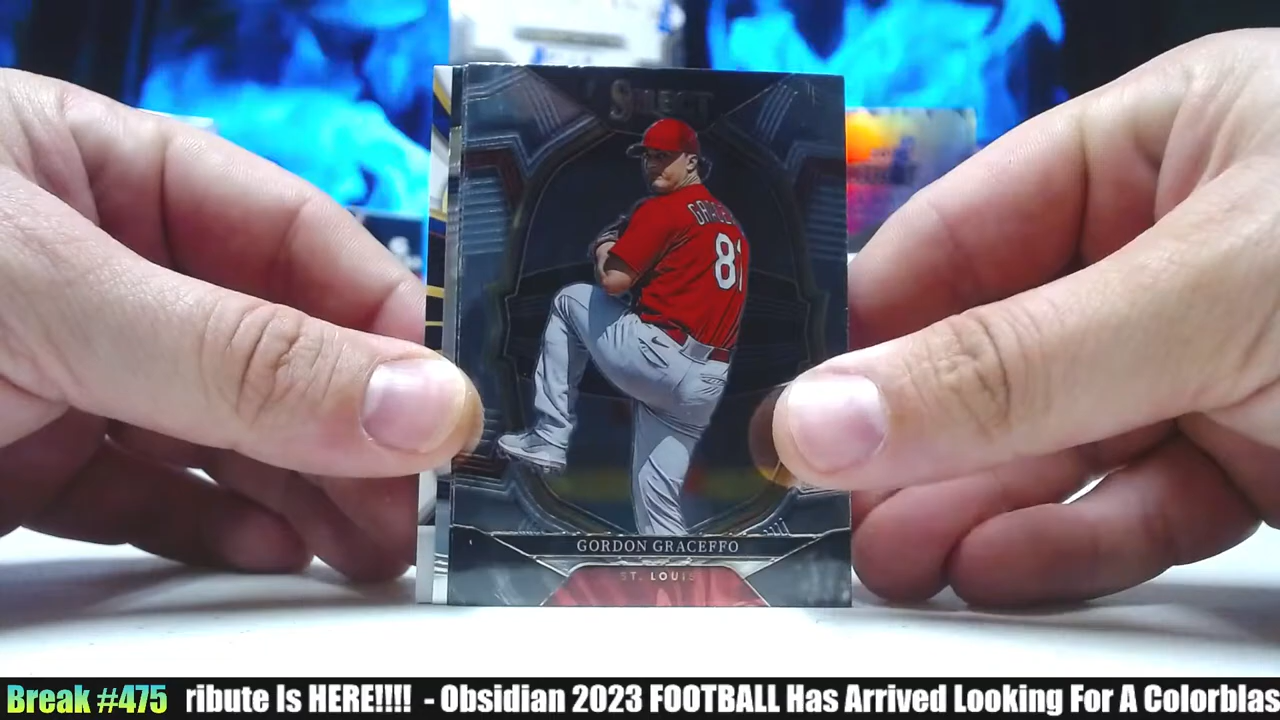 SELECT
81
GORDON GRACEFFO
ST. LOUIS
Break #475 ribute Is HERE!!!! - Obsidian 2023 FOOTBALL Has Arrived Looking For A Colorblas